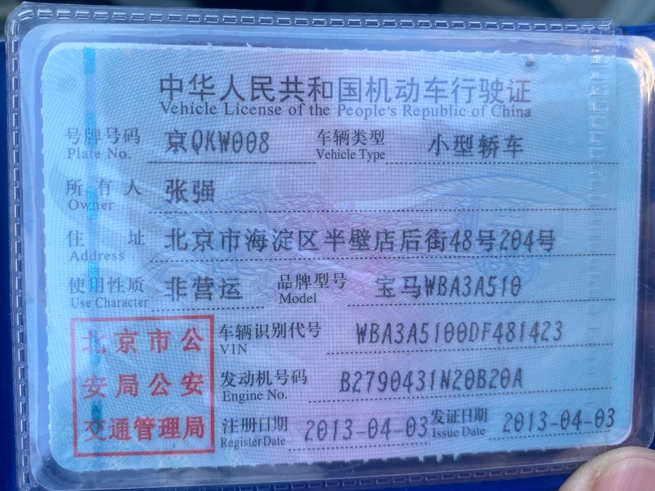 中华人民共和国机动车行驶证
Vehicle License of the People's Republic of China
号牌号码 京QKW008 车辆类型 小型轿车
Plate No. Vehicle Type
所有人 张强
Owner
住址 北京市海淀区半壁店后街48号204号
Address
使用性质 非营运 品牌型号 宝马WBA3A510
Use Character Model
北京市公安局公安交通管理局
车辆识别代号 WBA3A5100DF481423
VIN
发动机号码 B2790431N20B20A
Engine No.
注册日期 2013-04-03 发证日期 2013-04-03
Register Date Issue Date